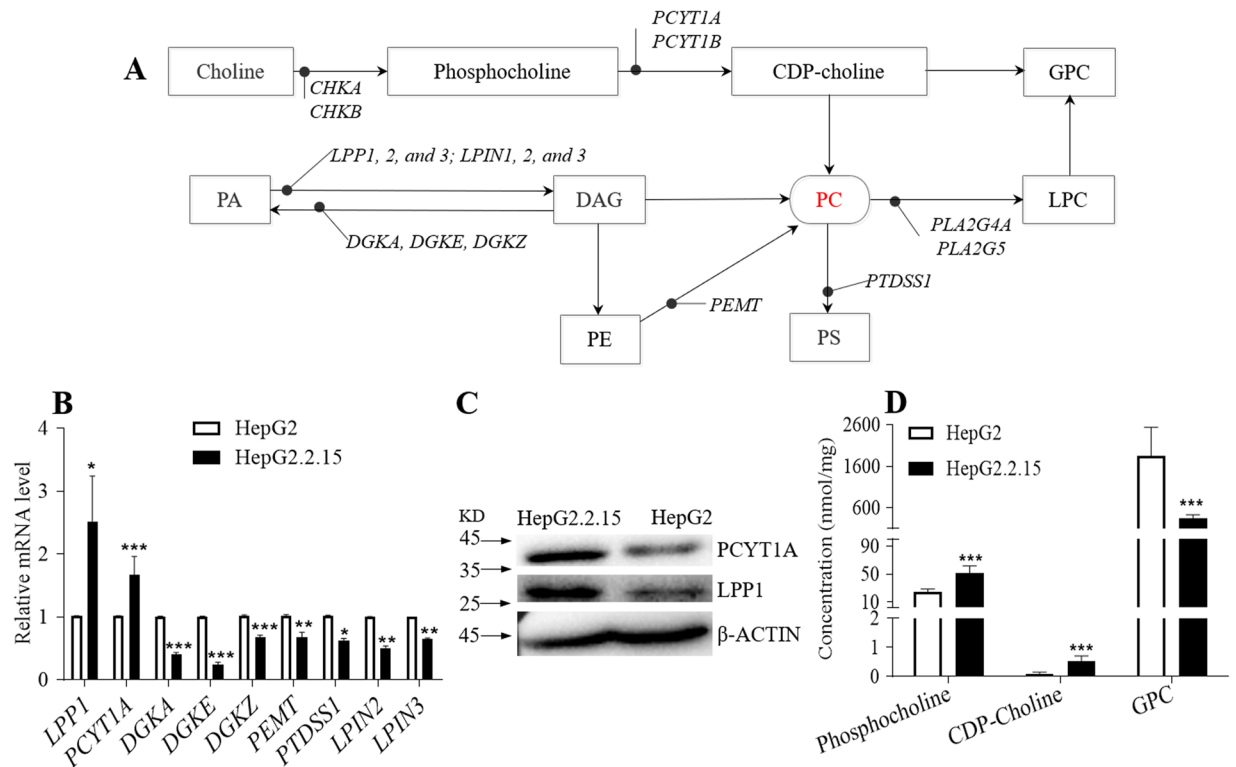 A
Choline
Phosphocholine
CDP-choline
GPC
CHKA
CHKB
PCYT1A
PCYT1B
LPP1, 2, and 3; LPIN1, 2, and 3
PA
DAG
PC
LPC
DGKA, DGKE, DGKZ
PLA2G4A
PLA2G5
PEMT
PTDSS1
PE
PS
B
HepG2
HepG2.2.15
Relative mRNA level
4
3
2
1
0
*
***
***
***
***
**
*
**
**
LPP1
PCYT1A
DGKA
DGKE
DGKZ
PEMT
PTDSS1
LPIN2
LPIN3
C
KD
HepG2.2.15 HepG2
45
35
25
45
PCYT1A
LPP1
β-ACTIN
D
HepG2
HepG2.2.15
Concentration (nmol/mg)
2600
1600
600
90
50
10
2
1
0
***
***
***
Phosphocholine
CDP-Choline
GPC